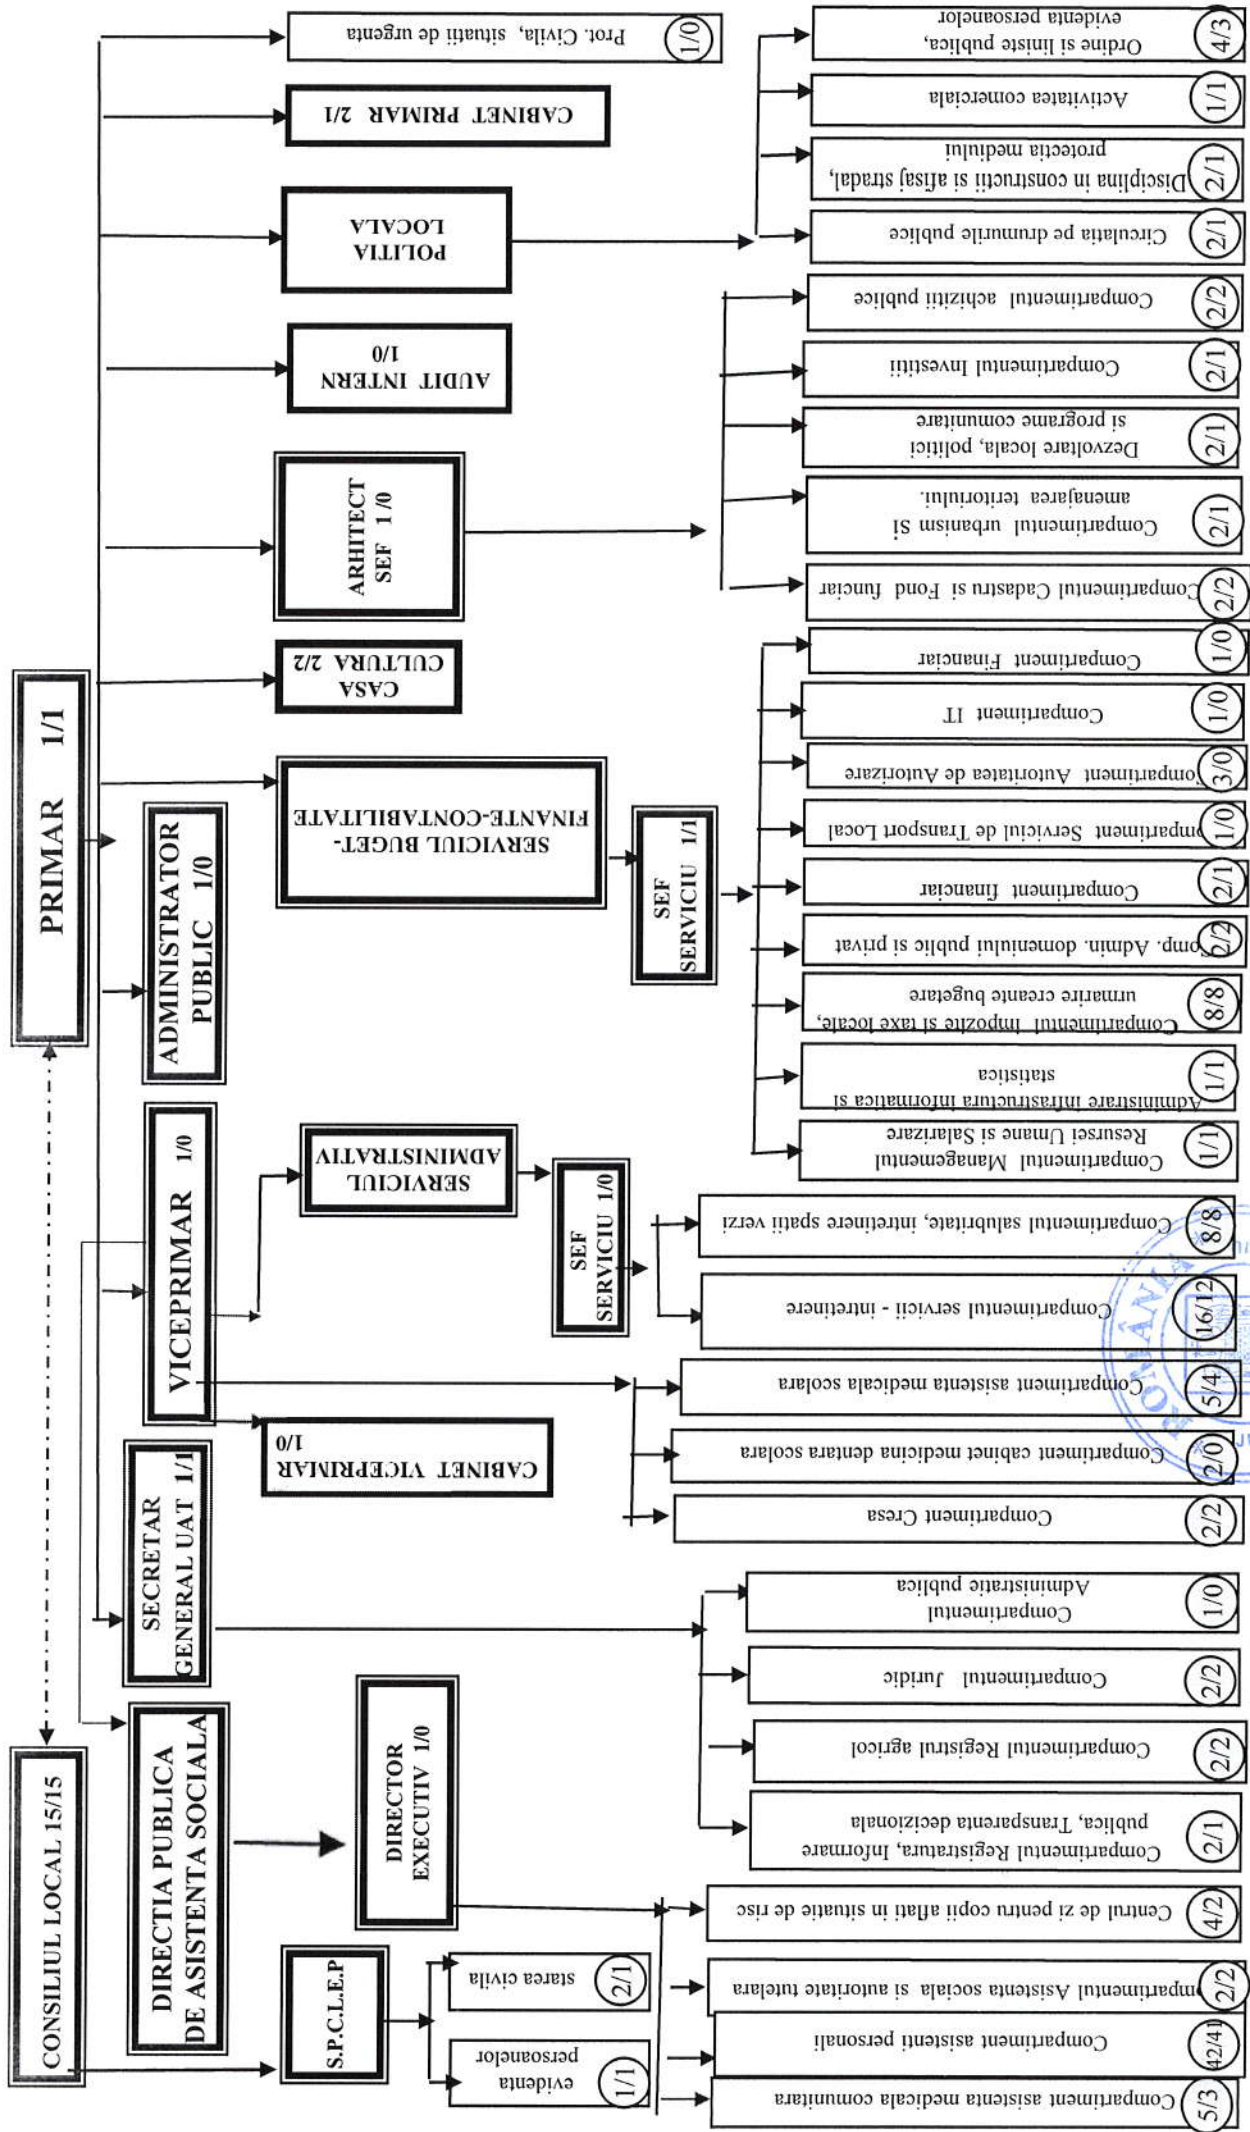 CONSILIUL LOCAL 15/15
PRIMAR 1/1
DIRECTIA PUBLICA
DE ASISTENTA SOCIALA
SECRETAR
GENERAL UAT 1/1
VICEPRIMAR 1/0
ADMINISTRATOR
PUBLIC 1/0
S.P.C.L.E.P
DIRECTOR
EXECUTIV 1/0
CABINET VICEPRIMAR
1/0
SERVICIUL
ADMINISTRATIV
SERVICIUL BUGET-
FINANTE-CONTABILITATE
CASA
CULTURA 2/2
ARHITECT
SEF 1 /0
AUDIT INTERN
1/0
POLITIA
LOCALA
CABINET PRIMAR 2/1
Prot. Civila, situatii de urgenta
1/0
evidenta
persoanelor
1/1
starea civila
2/1
SEF
SERVICIU 1/0
SEF
SERVICIU 1/1
Compartiment asistenta medicala comunitara
5/3
Compartiment asistenti personali
42/41
ompartimentul Asistenta sociala si autoritate tutelara
2/2
Centrul de zi pentru copii aflati in situatie de risc
4/2
Compartimentul Registratura, Informare
publica, Transparenta decizionala
2/1
Compartimentul Registrul agricol
2/2
Compartimentul Juridic
2/2
Compartimentul
Administratie publica
1/0
Compartiment Cresa
2/2
Compartiment cabinet medicina dentara scolara
2/0
Compartiment asistenta medicala scolara
5/4
Compartimentul servicii - intretinere
16/12
Compartimentul salubritate, intretinere spatii verzi
8/8
Compartimentul Managementul
Resursei Umane si Salarizare
1/1
Administrare infrastructura informatica si
statistica
1/1
Compartimentul Impozite si taxe locale,
urmarire creante bugetare
8/8
omp. Admin. domeniului public si privat
2/2
Compartiment financiar
2/1
ompartiment Serviciul de Transport Local
1/0
ompartiment Autoritatea de Autorizare
3/0
Compartiment IT
1/0
Compartiment Financiar
1/0
Compartimentul Cadastru si Fond funciar
2/2
Compartimentul urbanism SI
amenajarea teritoriului.
2/1
Dezvoltare locala, politici
si programe comunitare
2/1
Compartimentul Investitii
2/1
Compartimentul achizitii publice
2/2
Circulatia pe drumurile publice
2/1
Disciplina in constructii si afisaj stradal,
protectia mediului
2/1
Activitatea comerciala
1/1
Ordine si liniste publica,
evidenta persoanelor
4/3
* ROMÂNIA *